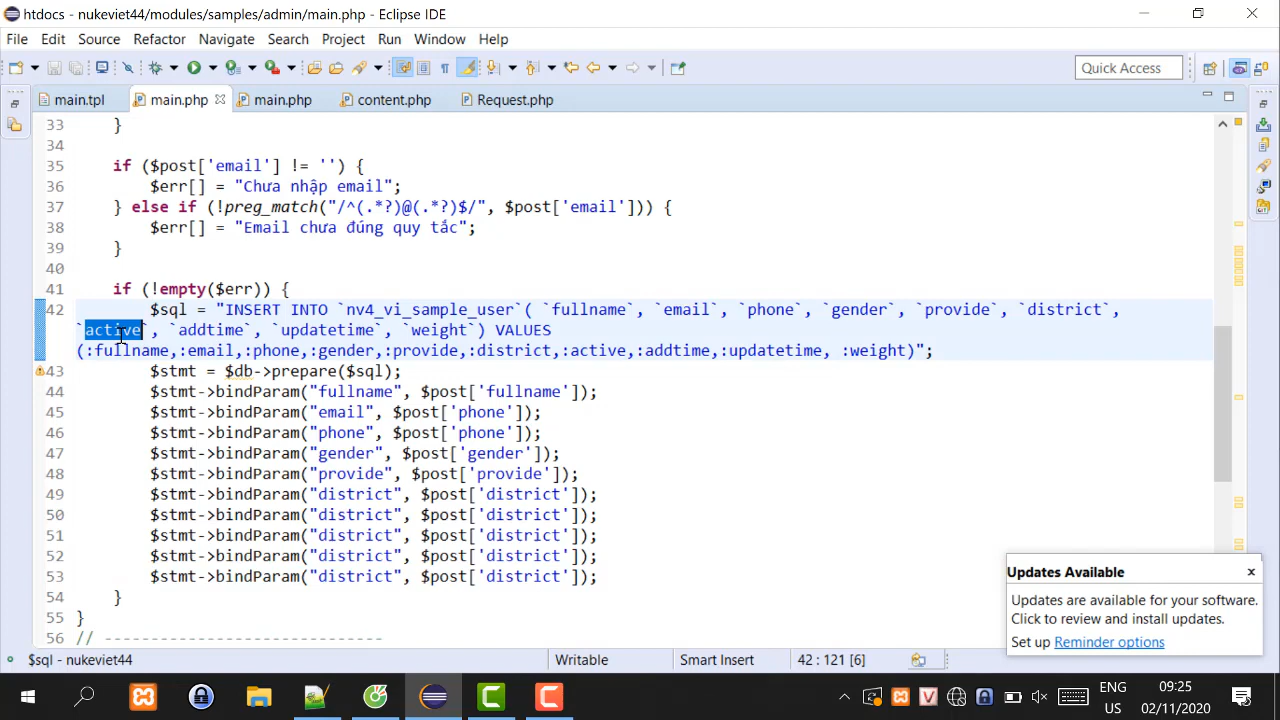 htdocs - nukeviet44/modules/samples/admin/main.php - Eclipse IDE
File Edit Source Refactor Navigate Search Project Run Window Help
Quick Access
main.tpl main.php main.php content.php Request.php
33 }
34
35 if ($post['email'] != '') {
36 $err[] = "Chưa nhập email";
37 } else if (!preg_match("/^(.*?)@(.*?)$/", $post['email'])) {
38 $err[] = "Email chưa đúng quy tắc";
39 }
40
41 if (!empty($err)) {
42 $sql = "INSERT INTO `nv4_vi_sample_user`( `fullname`, `email`, `phone`, `gender`, `provide`, `district`,
`active`, `addtime`, `updatetime`, `weight`) VALUES
(:fullname,:email,:phone,:gender,:provide,:district,:active,:addtime,:updatetime, :weight)";
43 $stmt = $db->prepare($sql);
44 $stmt->bindParam("fullname", $post['fullname']);
45 $stmt->bindParam("email", $post['phone']);
46 $stmt->bindParam("phone", $post['phone']);
47 $stmt->bindParam("gender", $post['gender']);
48 $stmt->bindParam("provide", $post['provide']);
49 $stmt->bindParam("district", $post['district']);
50 $stmt->bindParam("district", $post['district']);
51 $stmt->bindParam("district", $post['district']);
52 $stmt->bindParam("district", $post['district']);
53 $stmt->bindParam("district", $post['district']);
54 }
55 }
56 // ------------------------------
Updates Available
Updates are available for your software.
Click to review and install updates.
Set up Reminder options
$sql - nukeviet44 Writable Smart Insert 42 : 121 [6]
ENG
US
09:25
02/11/2020